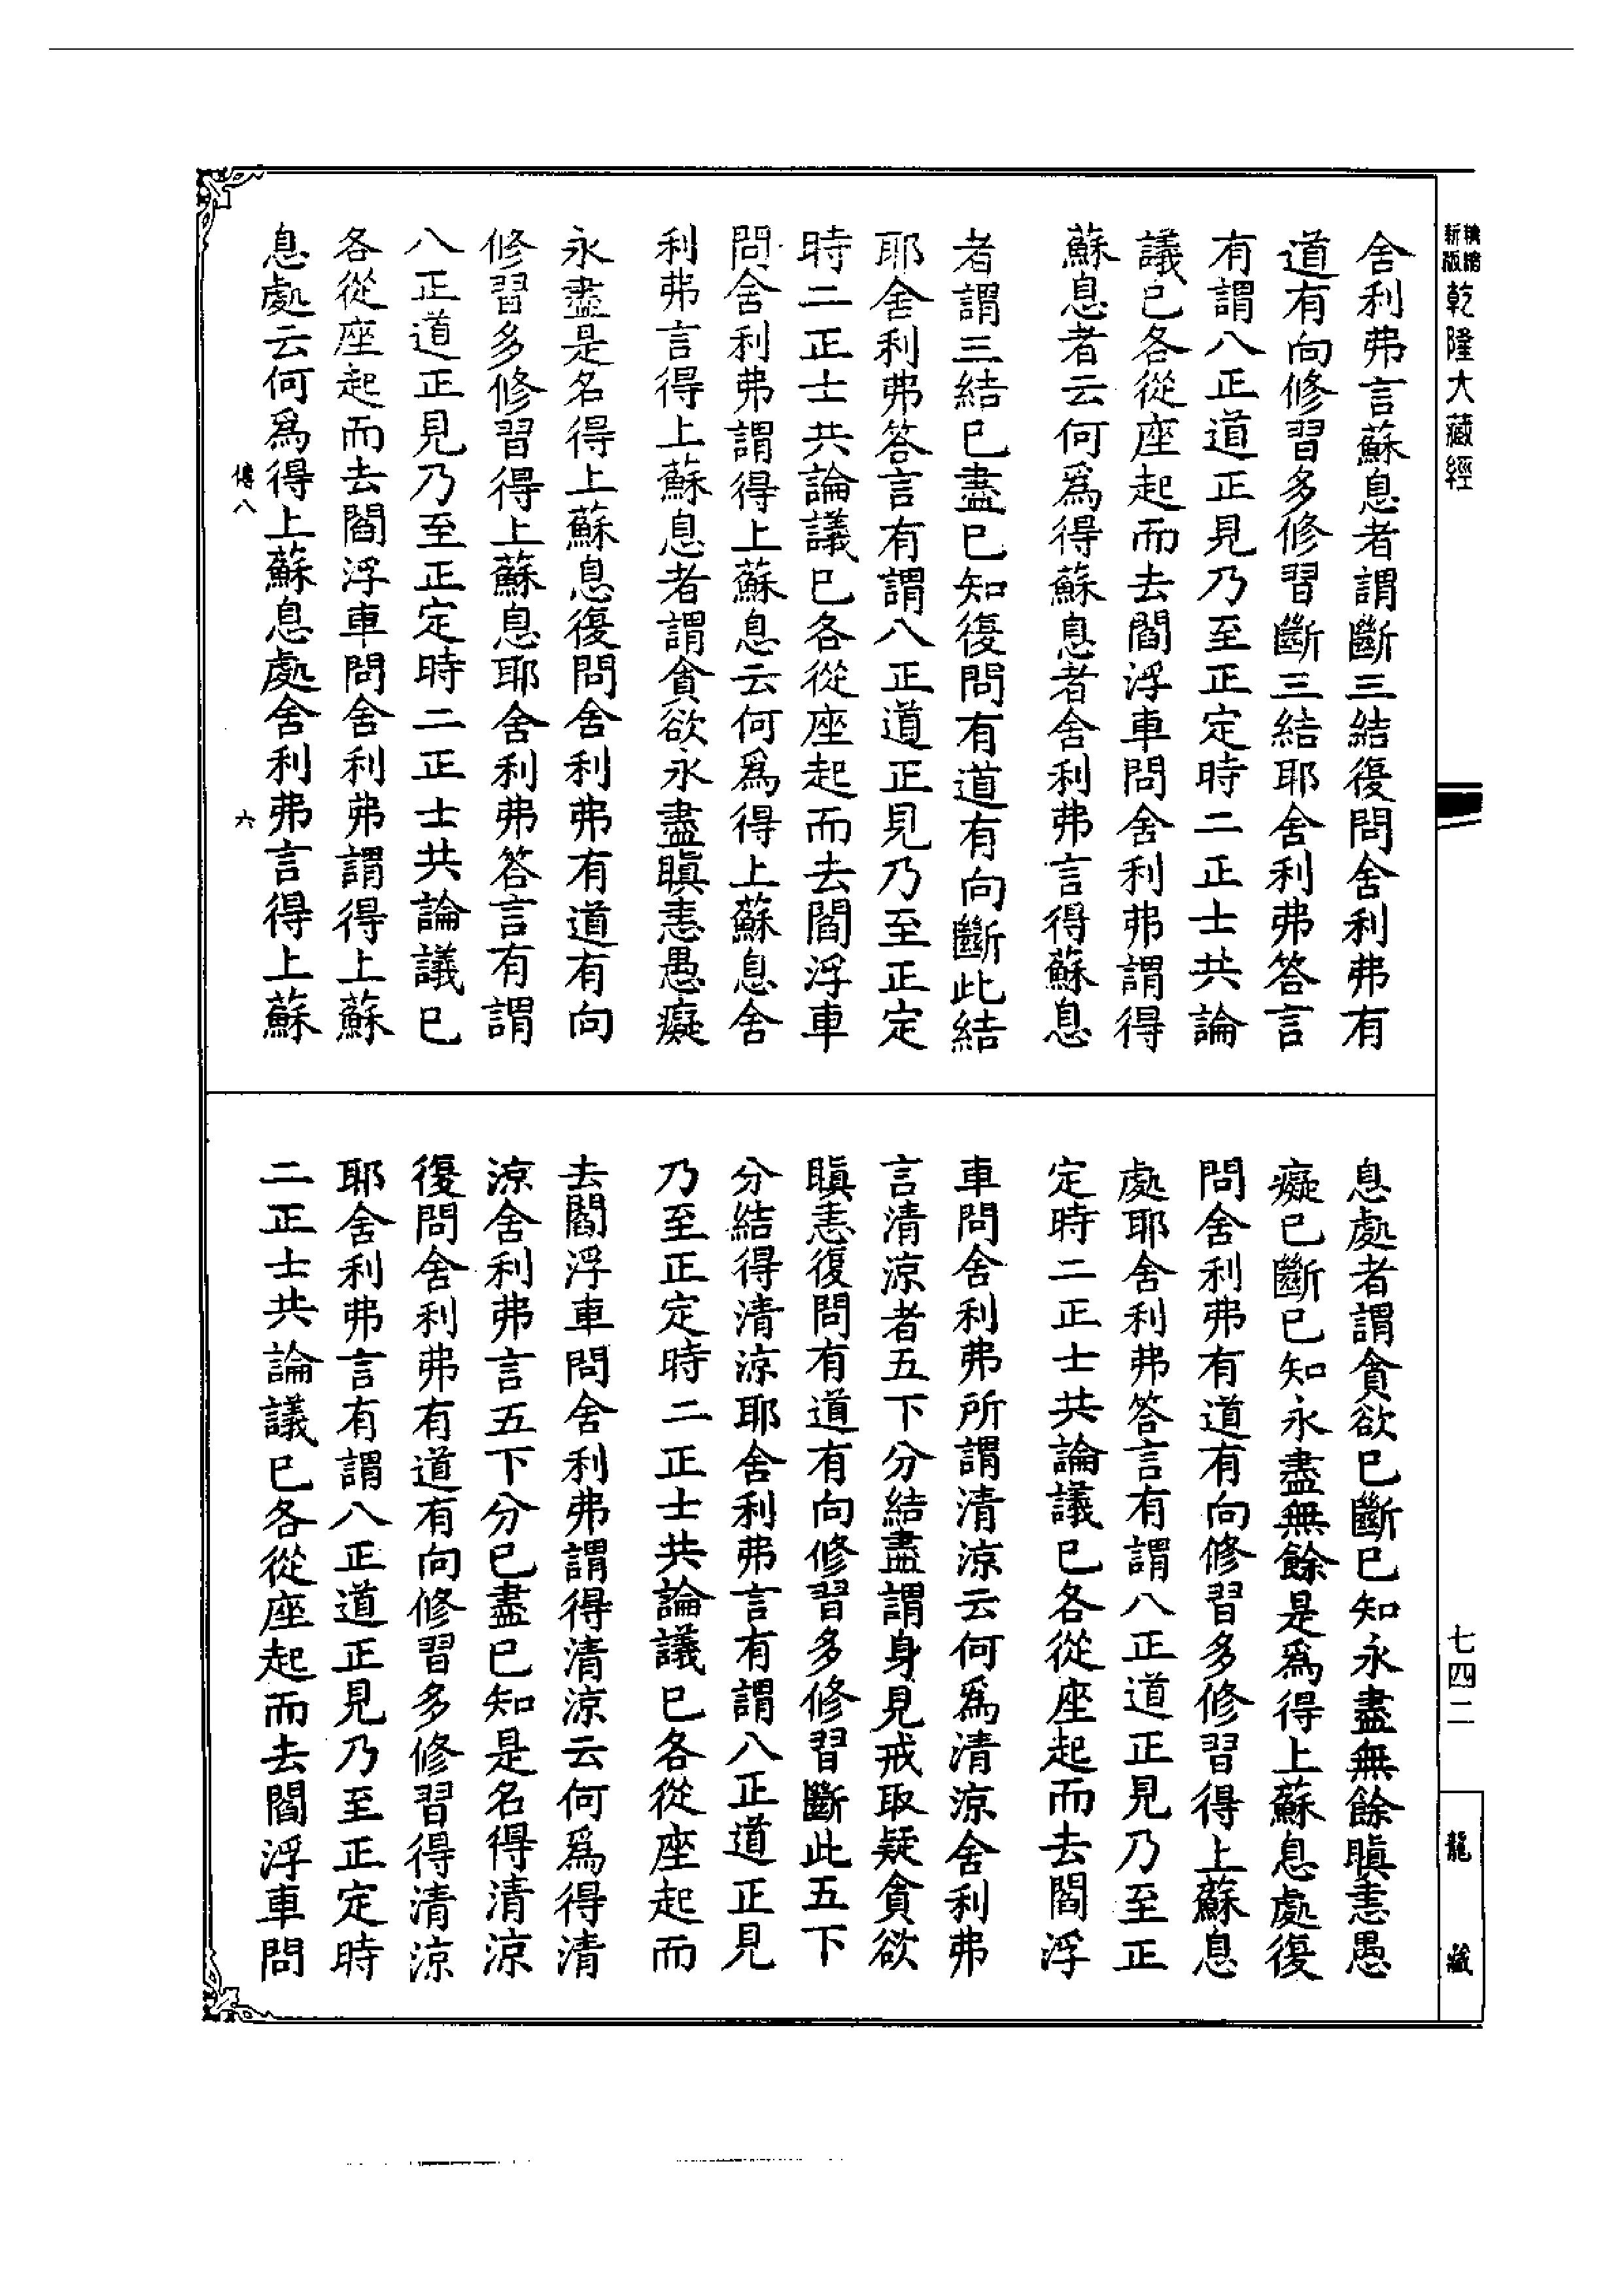 新版
精縮
乾隆大藏經
舍利弗言蘇息者謂斷三結復問舍利弗有
道有向修習多修習斷三結耶舍利弗答言
有謂八正道正見乃至正定時二正士共論
議已各從座起而去閻浮車問舍利弗謂得
蘇息者云何爲得蘇息者舍利弗言得蘇息
者謂三結已盡已知復問有道有向斷此結
耶舍利弗答言有謂八正道正見乃至正定
時二正士共論議已各從座起而去閻浮車
問舍利弗謂得上蘇息云何爲得上蘇息舍
利弗言得上蘇息者謂貪欲永盡瞋恚愚癡
永盡是名得上蘇息復問舍利弗有道有向
修習多修習得上蘇息耶舍利弗答言有謂
八正道正見乃至正定時二正士共論議已
各從座起而去閻浮車問舍利弗謂得上蘇
息處云何爲得上蘇息處舍利弗言得上蘇
傅八
六
息處者謂貪欲已斷已知永盡無餘瞋恚愚
癡已斷已知永盡無餘是爲得上蘇息處復
問舍利弗有道有向修習多修習得上蘇息
處耶舍利弗答言有謂八正道正見乃至正
定時二正士共論議已各從座起而去閻浮
車問舍利弗所謂清涼云何爲清涼舍利弗
言清涼者五下分結盡謂身見戒取疑貪欲
瞋恚復問有道有向修習多修習斷此五下
分結得清涼耶舍利弗言有謂八正道正見
乃至正定時二正士共論議已各從座起而
去閻浮車問舍利弗謂得清涼云何爲得清
涼舍利弗言五下分已盡已知是名得清涼
復問舍利弗有道有向修習多修習得清涼
耶舍利弗言有謂八正道正見乃至正定時
二正士共論議已各從座起而去閻浮車問
七四二
龍藏